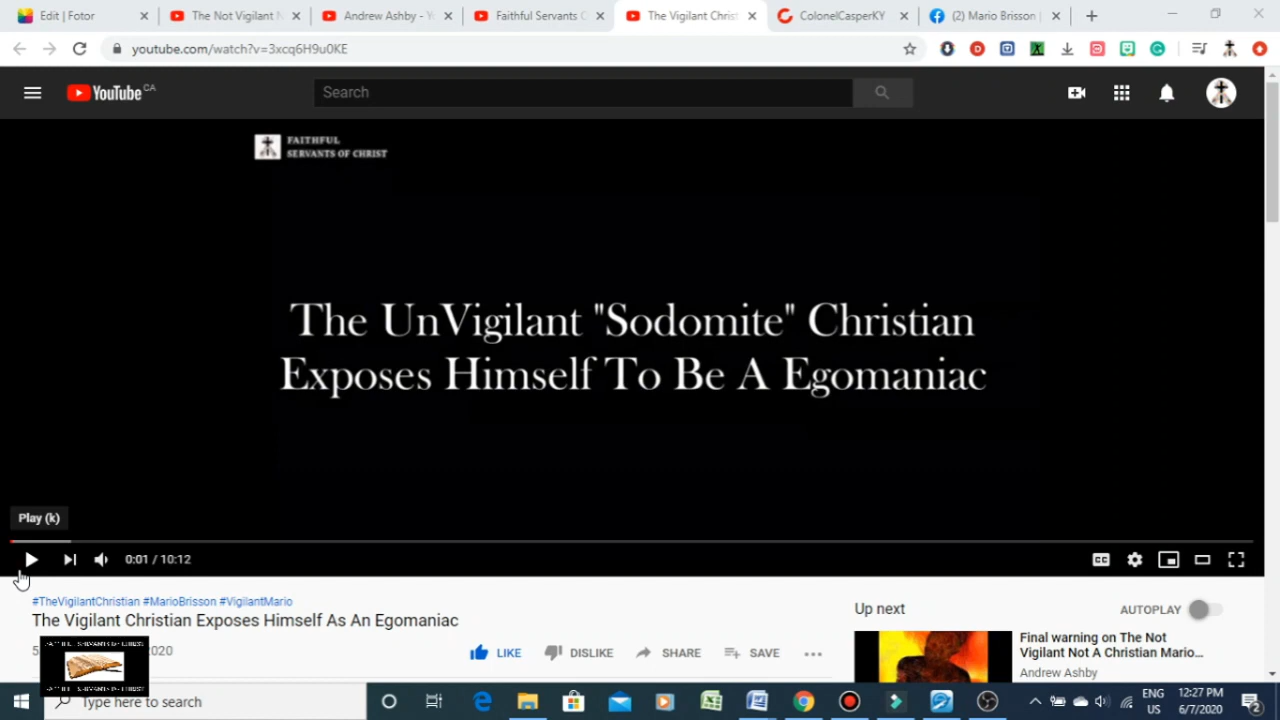 Edit | Fotor
The Not Vigilant
Andrew Ashby - Y
Faithful Servants
The Vigilant Christ
ColonelCasperKY
(2) Mario Brisson
youtube.com/watch?v=3xcq6H9u0KE
YouTube CA
Search
FAITHFUL
SERVANTS OF CHRIST
The UnVigilant "Sodomite" Christian
Exposes Himself To Be A Egomaniac
Play (k)
0:01 / 10:12
#TheVigilantChristian #MarioBrisson #VigilantMario
The Vigilant Christian Exposes Himself As An Egomaniac
2020
LIKE
DISLIKE
SHARE
SAVE
Up next
AUTOPLAY
Final warning on The Not
Vigilant Not A Christian Mario...
Andrew Ashby
Type here to search
ENG
US
12:27 PM
6/7/2020